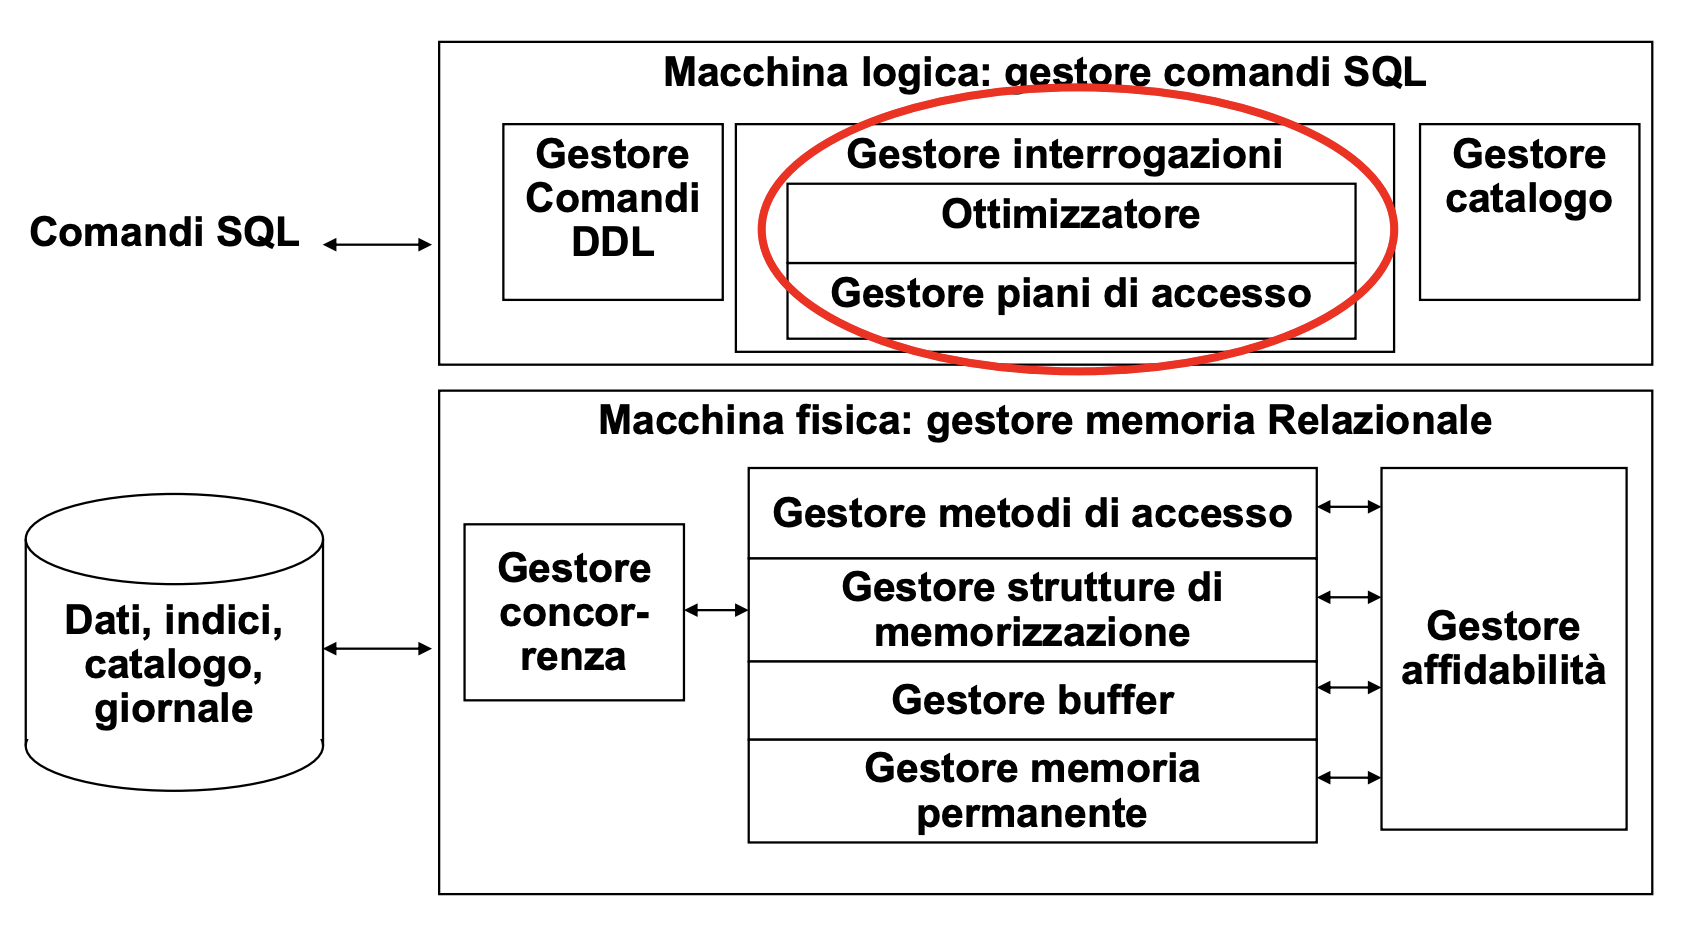 Macchina logica: gestore comandi SQL
Gestore
Comandi
DDL
Gestore interrogazioni
Ottimizzatore
Gestore piani di accesso
Gestore
catalogo
Comandi SQL
Macchina fisica: gestore memoria Relazionale
Gestore metodi di accesso
Gestore strutture di
memorizzazione
Gestore buffer
Gestore memoria
permanente
Gestore
concor-
renza
Gestore
affidabilità
Dati, indici,
catalogo,
giornale